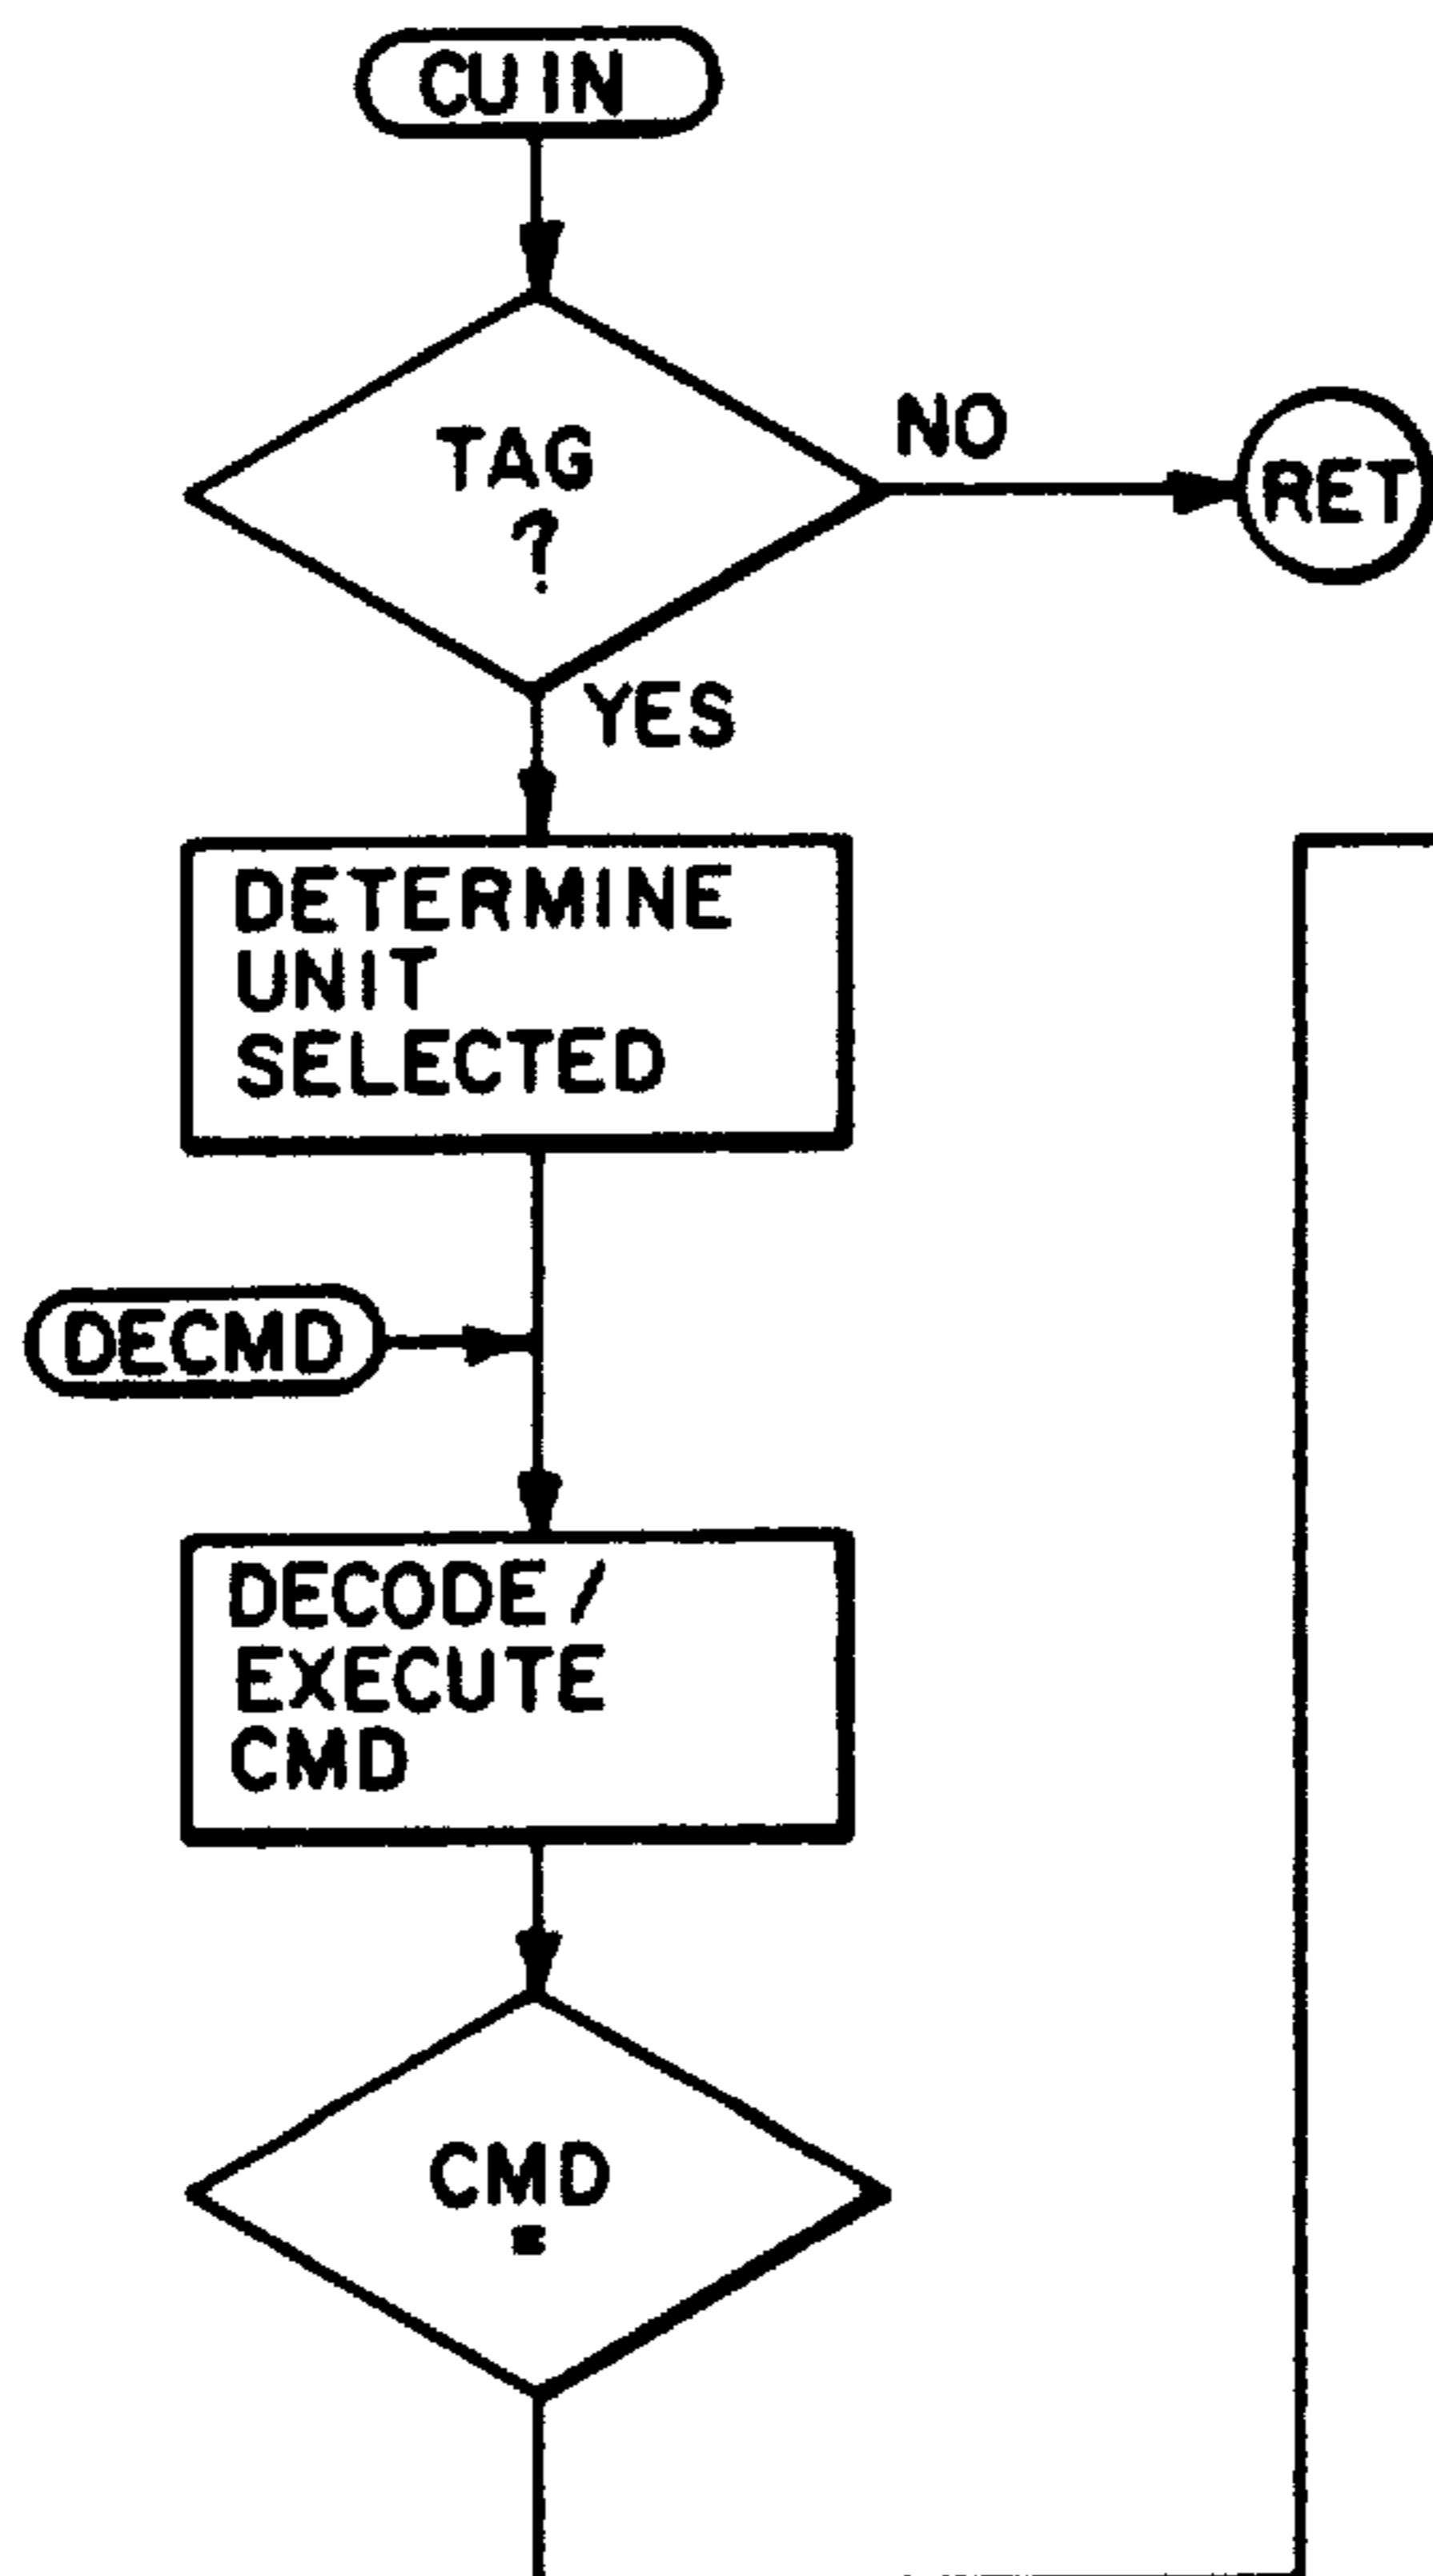 CU IN
TAG
?
NO
RET
YES
DETERMINE
UNIT
SELECTED
DECMD
DECODE /
EXECUTE
CMD
CMD
=